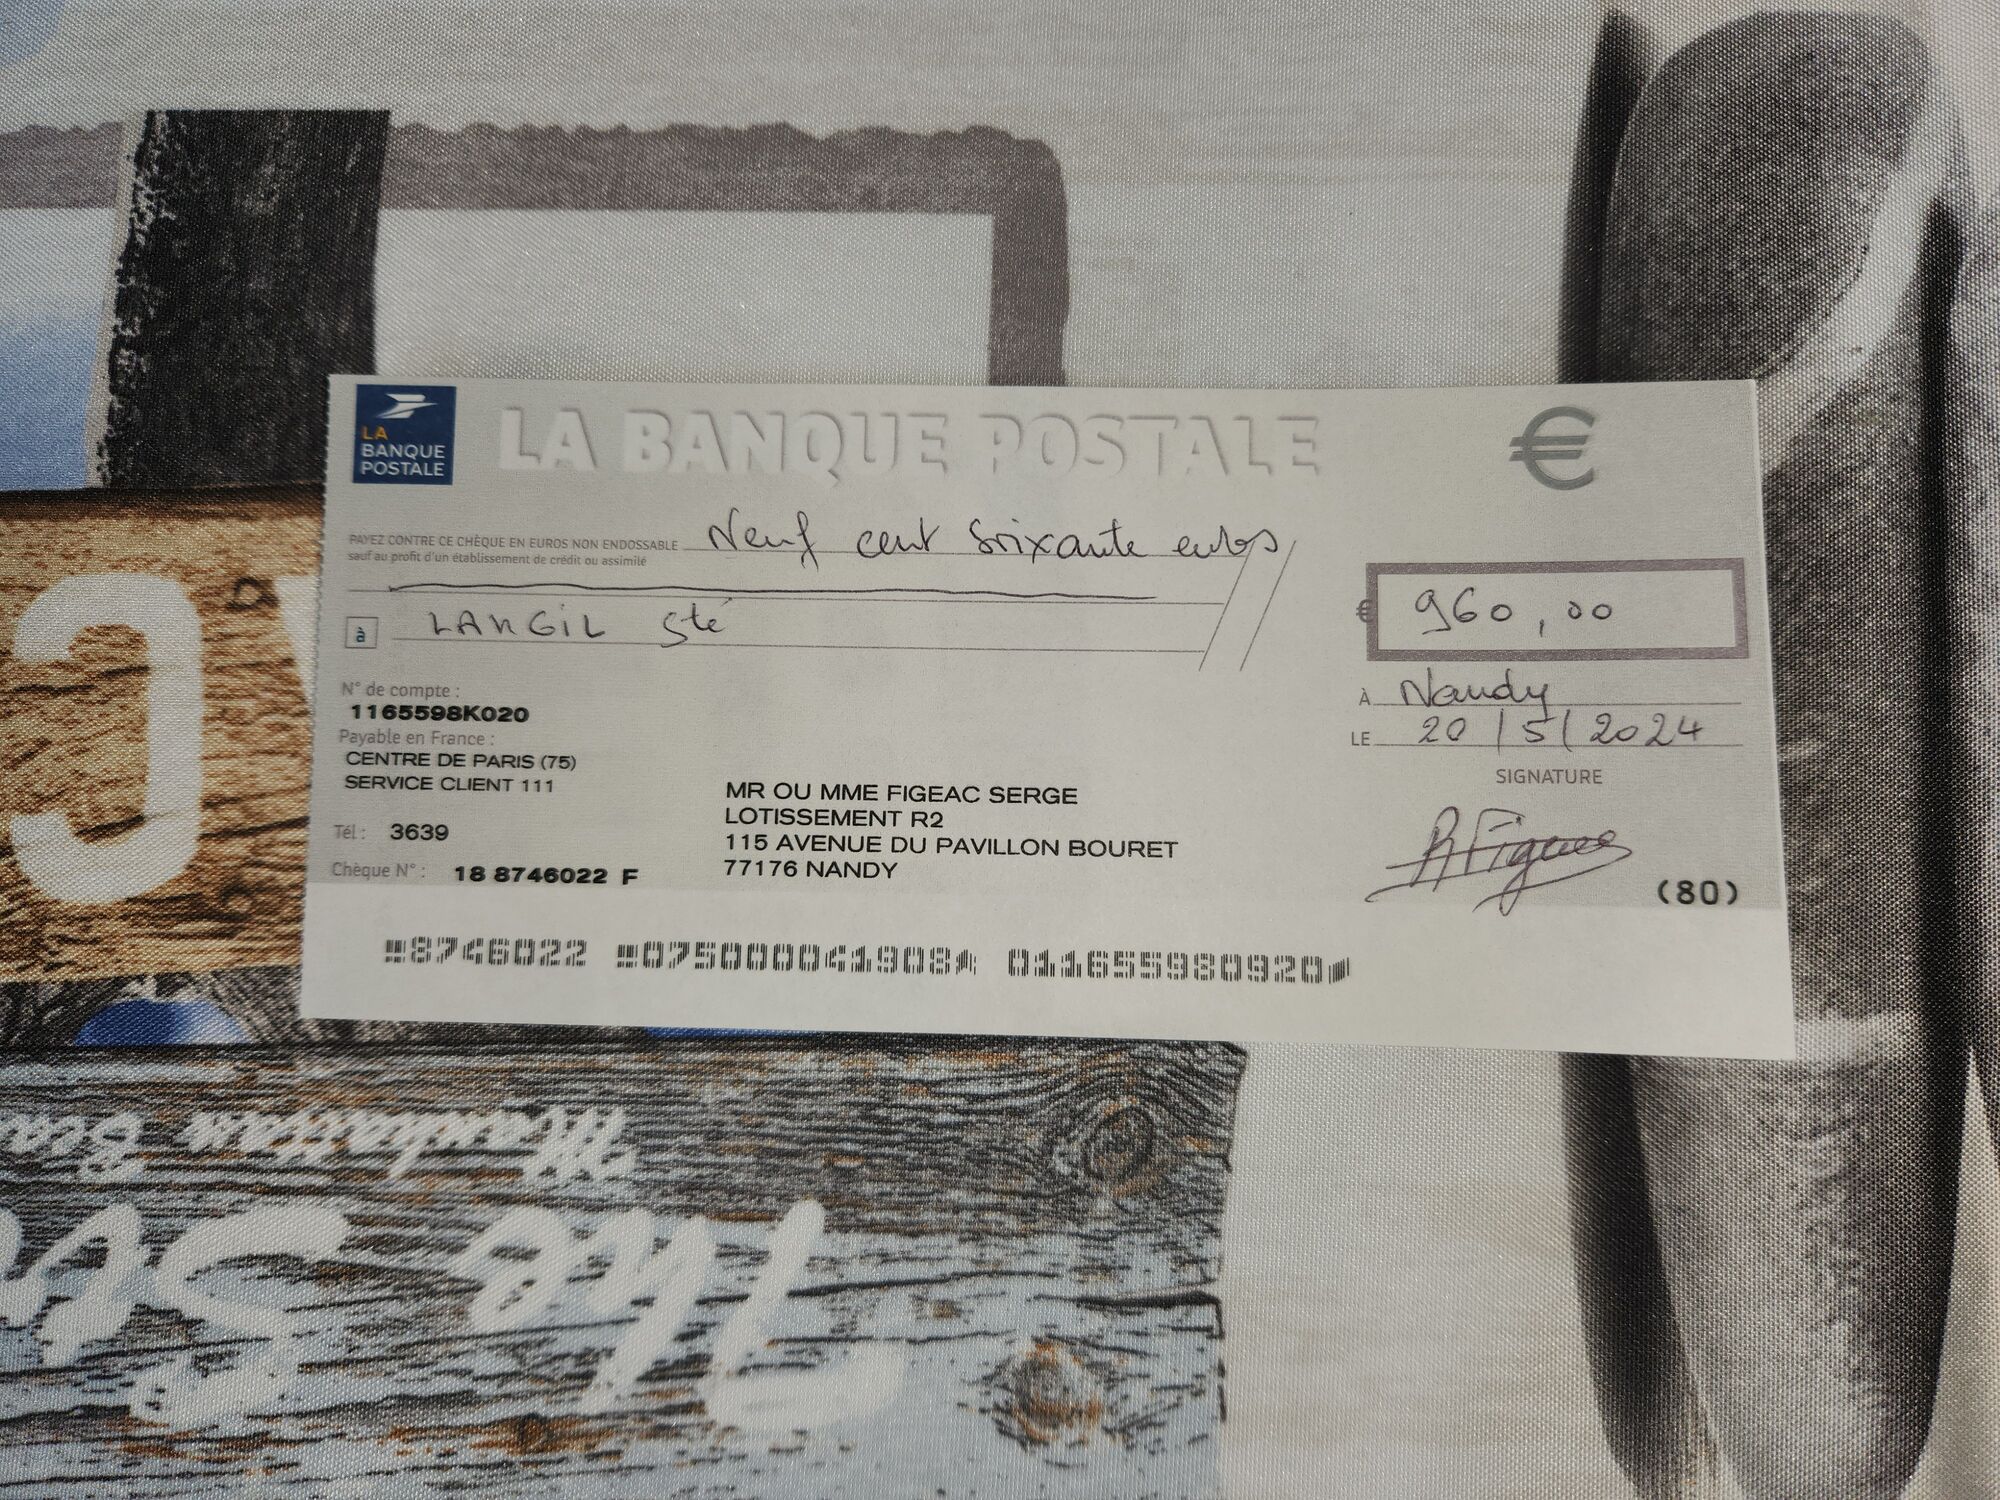 LA
BANQUE
POSTALE
LA BANQUE POSTALE
€
PAYEZ CONTRE CE CHÈQUE EN EUROS NON ENDOSSABLE Neuf cent soixante euros
sauf au profit d'un établissement de crédit ou assimilé
€ 960,00
à LANGIL Sté
À Nandy
LE 20/5/2024
SIGNATURE
N° de compte :
1165598K020
Payable en France :
CENTRE DE PARIS (75)
SERVICE CLIENT 111
Tél : 3639
Chèque N° : 18 8746022 F
MR OU MME FIGEAC SERGE
LOTISSEMENT R2
115 AVENUE DU PAVILLON BOURET
77176 NANDY
(80)
8746022 075000041908 011655980920
The